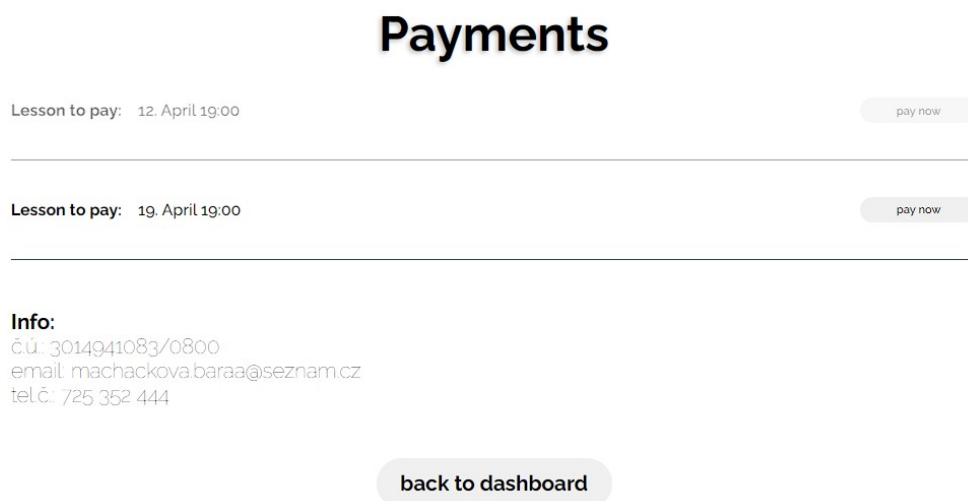 Payments
Lesson to pay: 12. April 19:00 pay now
Lesson to pay: 19. April 19:00 pay now
Info:
č.ú.: 3014941083/0800
email: machackova.baraa@seznam.cz
tel.č.: 725 352 444
back to dashboard